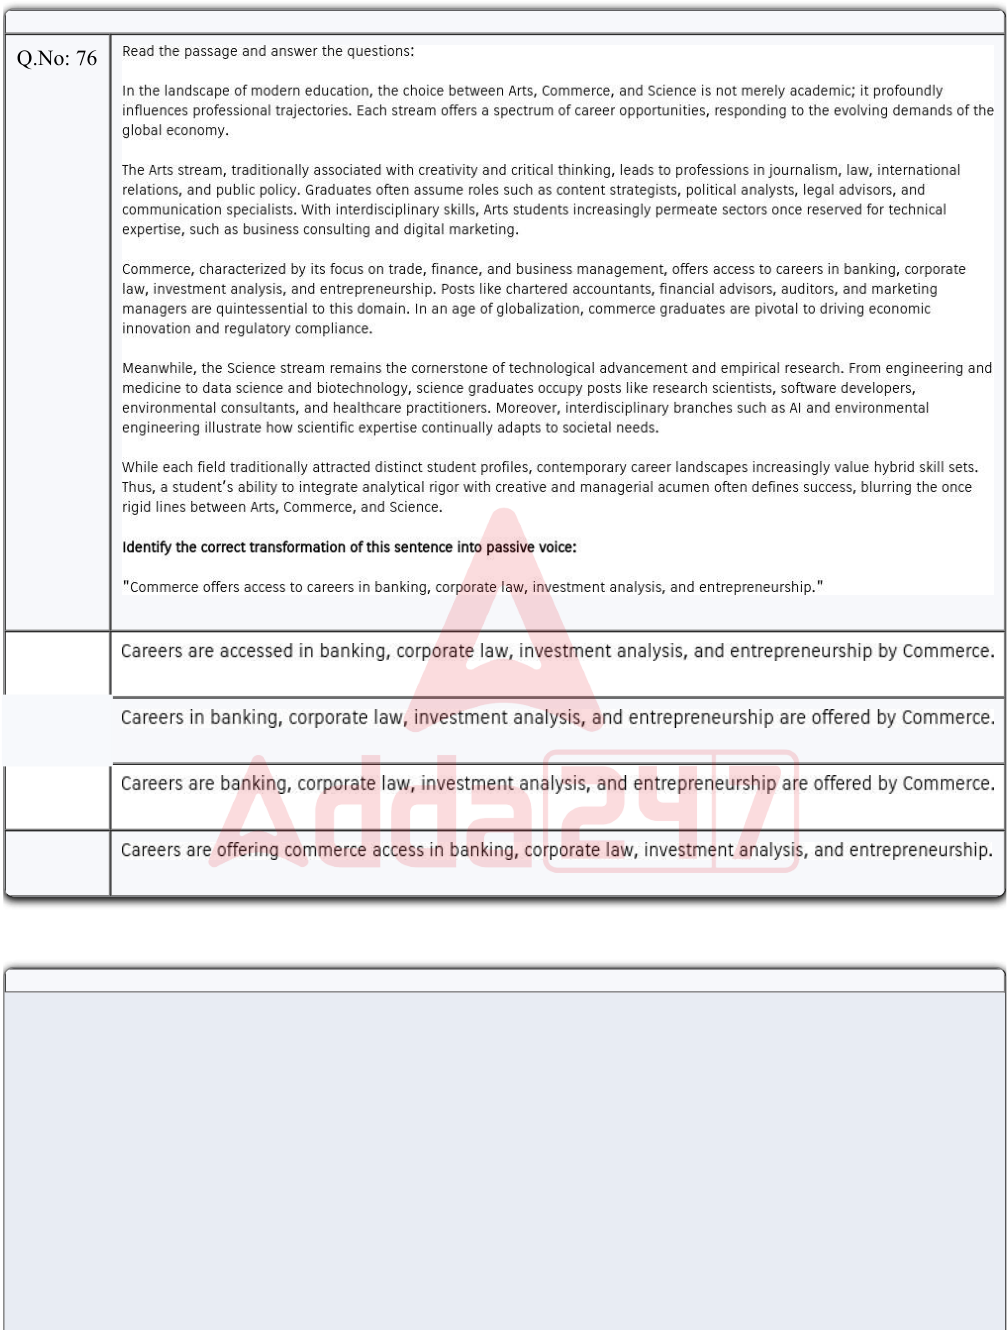 Q.No: 76
Read the passage and answer the questions:
In the landscape of modern education, the choice between Arts, Commerce, and Science is not merely academic; it profoundly
influences professional trajectories. Each stream offers a spectrum of career opportunities, responding to the evolving demands of the
global economy.
The Arts stream, traditionally associated with creativity and critical thinking, leads to professions in journalism, law, international
relations, and public policy. Graduates often assume roles such as content strategists, political analysts, legal advisors, and
communication specialists. With interdisciplinary skills, Arts students increasingly permeate sectors once reserved for technical
expertise, such as business consulting and digital marketing.
Commerce, characterized by its focus on trade, finance, and business management, offers access to careers in banking, corporate
law, investment analysis, and entrepreneurship. Posts like chartered accountants, financial advisors, auditors, and marketing
managers are quintessential to this domain. In an age of globalization, commerce graduates are pivotal to driving economic
innovation and regulatory compliance.
Meanwhile, the Science stream remains the cornerstone of technological advancement and empirical research. From engineering and
medicine to data science and biotechnology, science graduates occupy posts like research scientists, software developers,
environmental consultants, and healthcare practitioners. Moreover, interdisciplinary branches such as AI and environmental
engineering illustrate how scientific expertise continually adapts to societal needs.
While each field traditionally attracted distinct student profiles, contemporary career landscapes increasingly value hybrid skill sets.
Thus, a student's ability to integrate analytical rigor with creative and managerial acumen often defines success, blurring the once
rigid lines between Arts, Commerce, and Science.
Identify the correct transformation of this sentence into passive voice:
"Commerce offers access to careers in banking, corporate law, investment analysis, and entrepreneurship."
Careers are accessed in banking, corporate law, investment analysis, and entrepreneurship by Commerce.
Careers in banking, corporate law, investment analysis, and entrepreneurship are offered by Commerce.
Careers are banking, corporate law, investment analysis, and entrepreneurship are offered by Commerce.
Careers are offering commerce access in banking, corporate law, investment analysis, and entrepreneurship.
Adda247